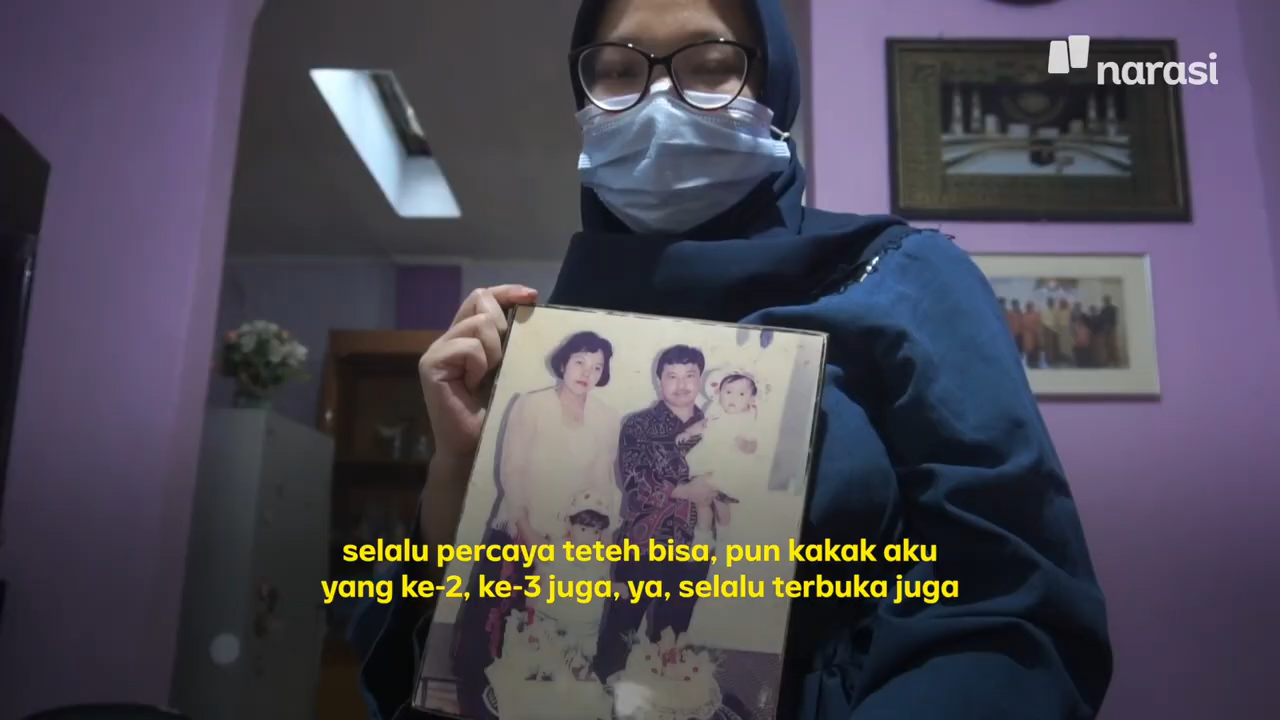 narasi
selalu percaya teteh bisa, pun kakak aku
yang ke-2, ke-3 juga, ya, selalu terbuka juga